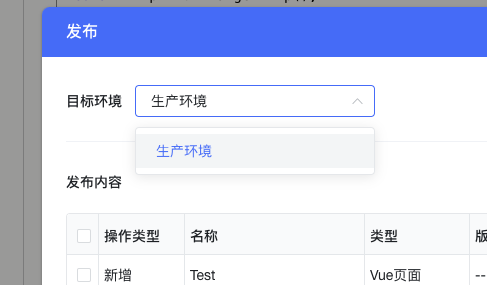 发布
目标环境 生产环境
生产环境
发布内容
操作类型 名称 类型
新增 Test Vue页面 --